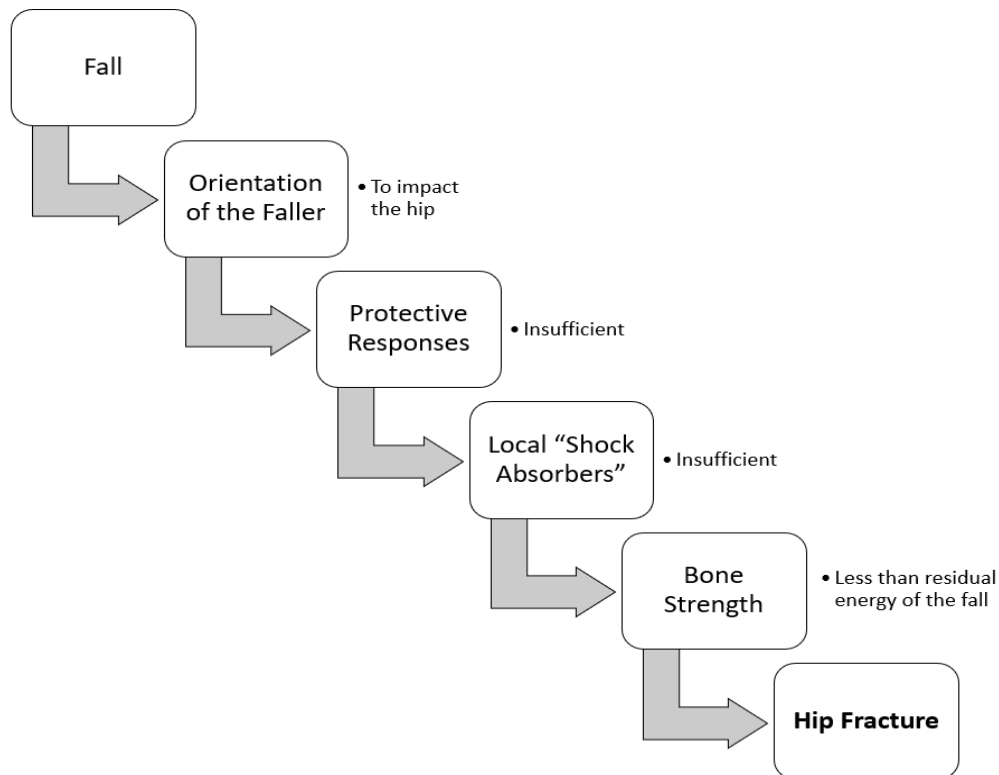 Fall
Orientation
of the Faller
• To impact
the hip
Protective
Responses
• Insufficient
Local “Shock
Absorbers”
• Insufficient
Bone
Strength
• Less than residual
energy of the fall
Hip Fracture